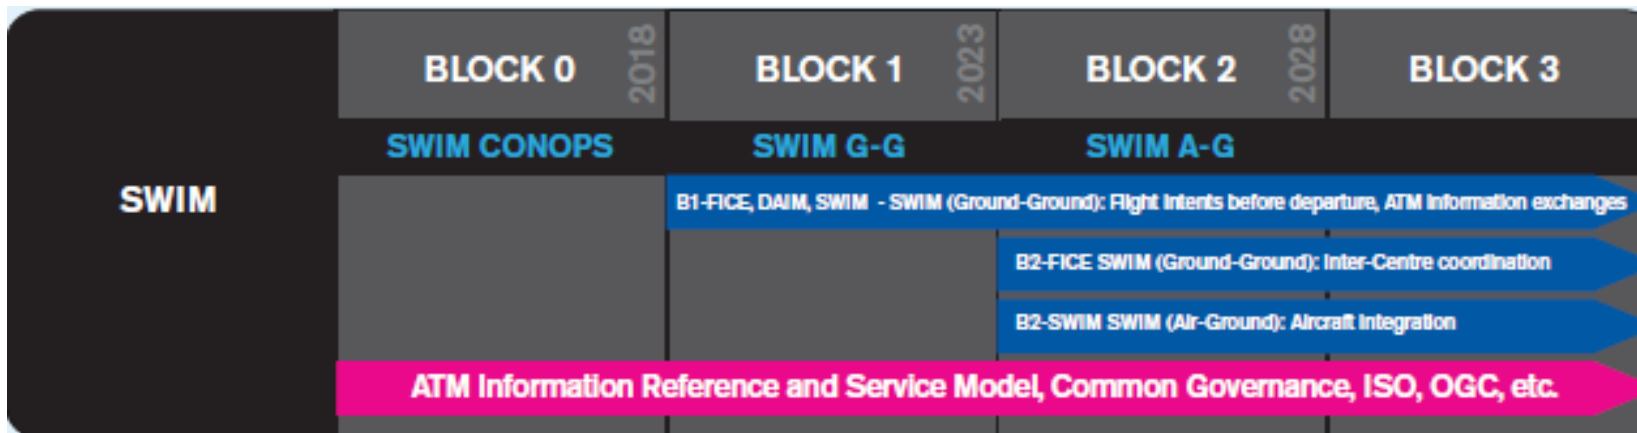 BLOCK 0 2018 BLOCK 1 2023 BLOCK 2 2028 BLOCK 3
SWIM CONOPS SWIM G-G SWIM A-G
SWIM
B1-FICE, DAIM, SWIM - SWIM (Ground-Ground): Flight Intents before departure, ATM Information exchanges
B2-FICE SWIM (Ground-Ground): Inter-Centre coordination
B2-SWIM SWIM (Air-Ground): Aircraft Integration
ATM Information Reference and Service Model, Common Governance, ISO, OGC, etc.